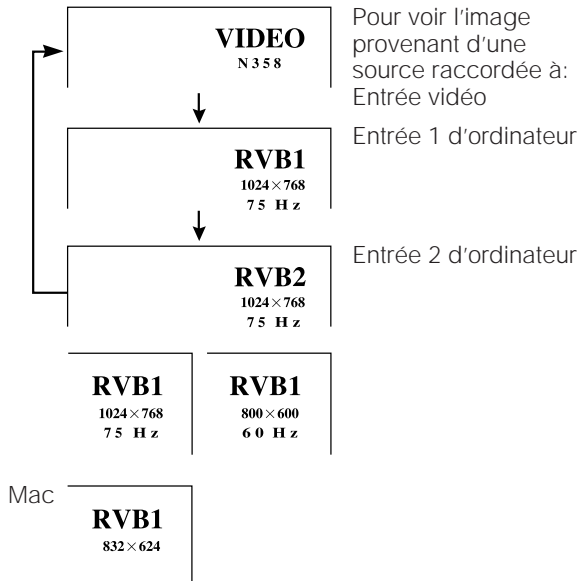 VIDEO
N358
Pour voir l'image
provenant d'une
source raccordée à:
Entrée vidéo
RVB1
1024×768
75 Hz
Entrée 1 d'ordinateur
RVB2
1024×768
75 Hz
Entrée 2 d'ordinateur
RVB1
1024×768
75 Hz
RVB1
800×600
60 Hz
Mac
RVB1
832×624